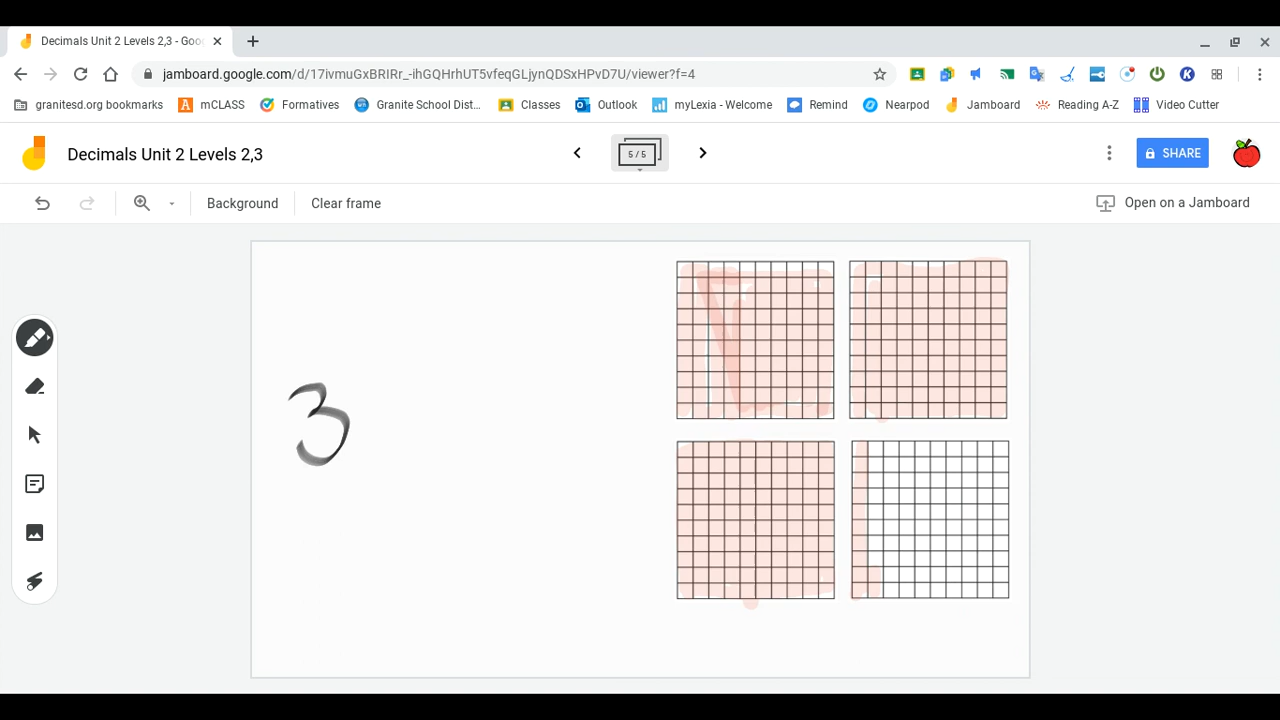 Decimals Unit 2 Levels 2,3 - Goo
jamboard.google.com/d/17ivmuGxBRIRr_-ihGQHrhUT5vfeqGLjynQDSxHPvD7U/viewer?f=4
granitesd.org bookmarks mCLASS Formatives Granite School Dist... Classes Outlook myLexia - Welcome Remind Nearpod Jamboard Reading A-Z Video Cutter
Decimals Unit 2 Levels 2,3 5 / 5 SHARE
Background Clear frame Open on a Jamboard
3